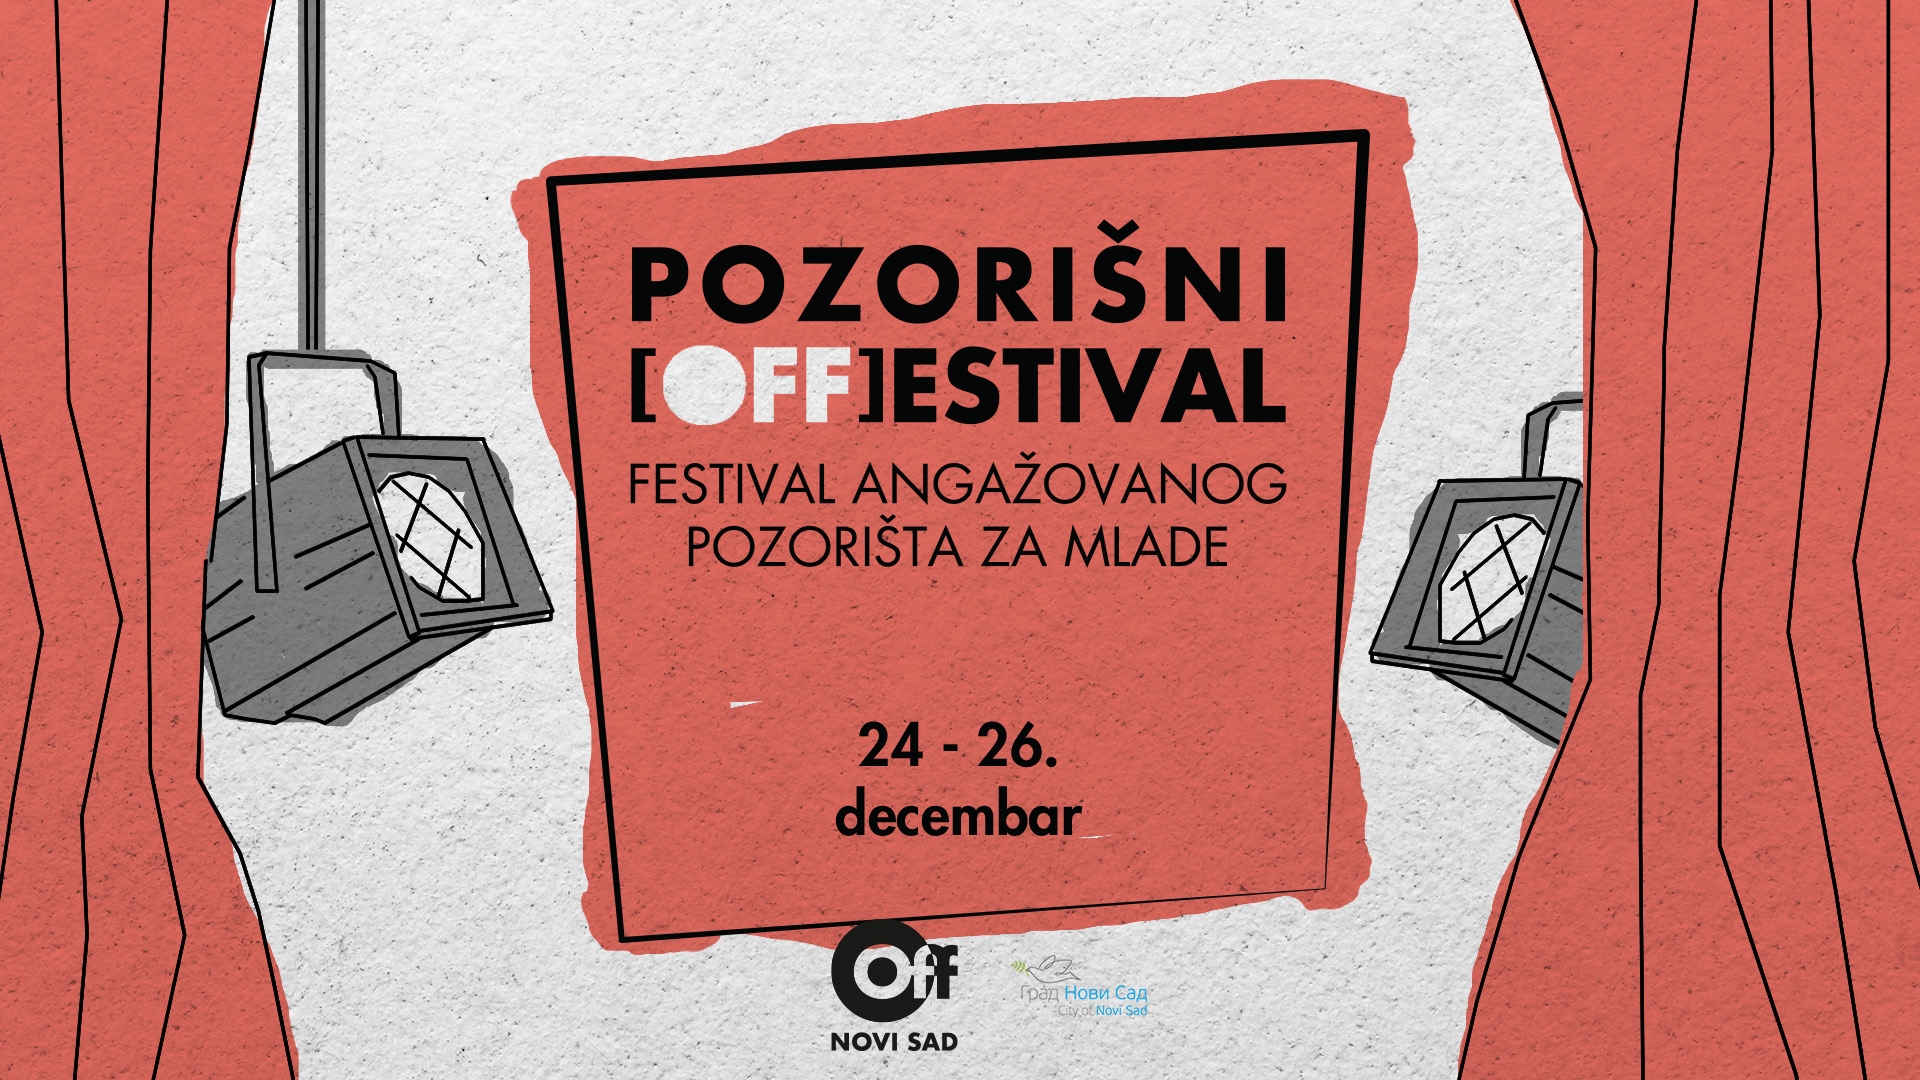 POZORIŠNI
[OFF]ESTIVAL
FESTIVAL ANGAŽOVANOG
POZORIŠTA ZA MLADE
24 - 26.
decembar
Off
NOVI SAD
Град Нови Сад
City of Novi Sad